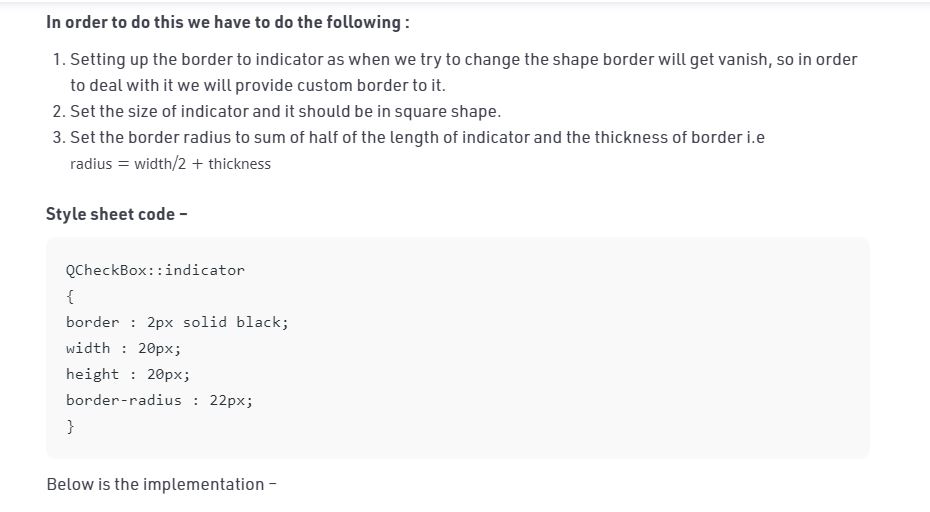 In order to do this we have to do the following :
1. Setting up the border to indicator as when we try to change the shape border will get vanish, so in order
to deal with it we will provide custom border to it.
2. Set the size of indicator and it should be in square shape.
3. Set the border radius to sum of half of the length of indicator and the thickness of border i.e
radius = width/2 + thickness
Style sheet code –
QCheckBox::indicator
{
border : 2px solid black;
width : 20px;
height : 20px;
border-radius : 22px;
}
Below is the implementation –